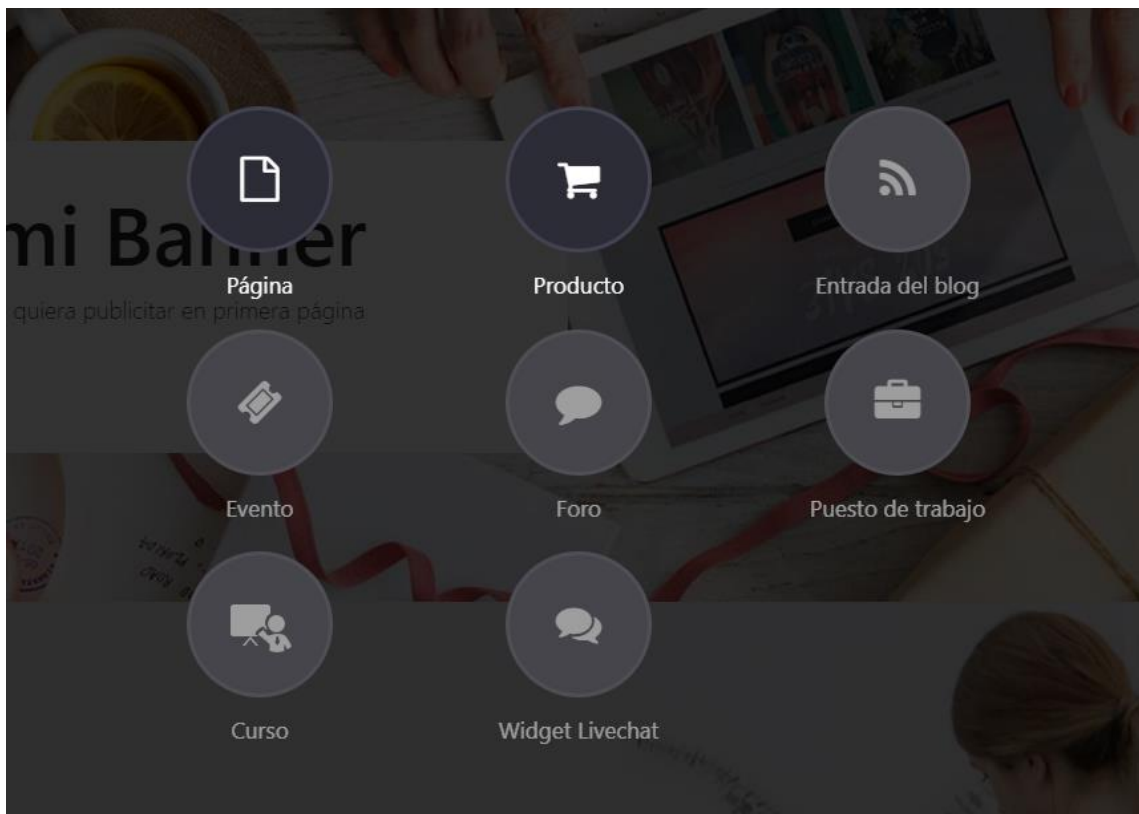 mi Banner
quiera publicitar en primera página
Página
Producto
Entrada del blog
Evento
Foro
Puesto de trabajo
Curso
Widget Livechat